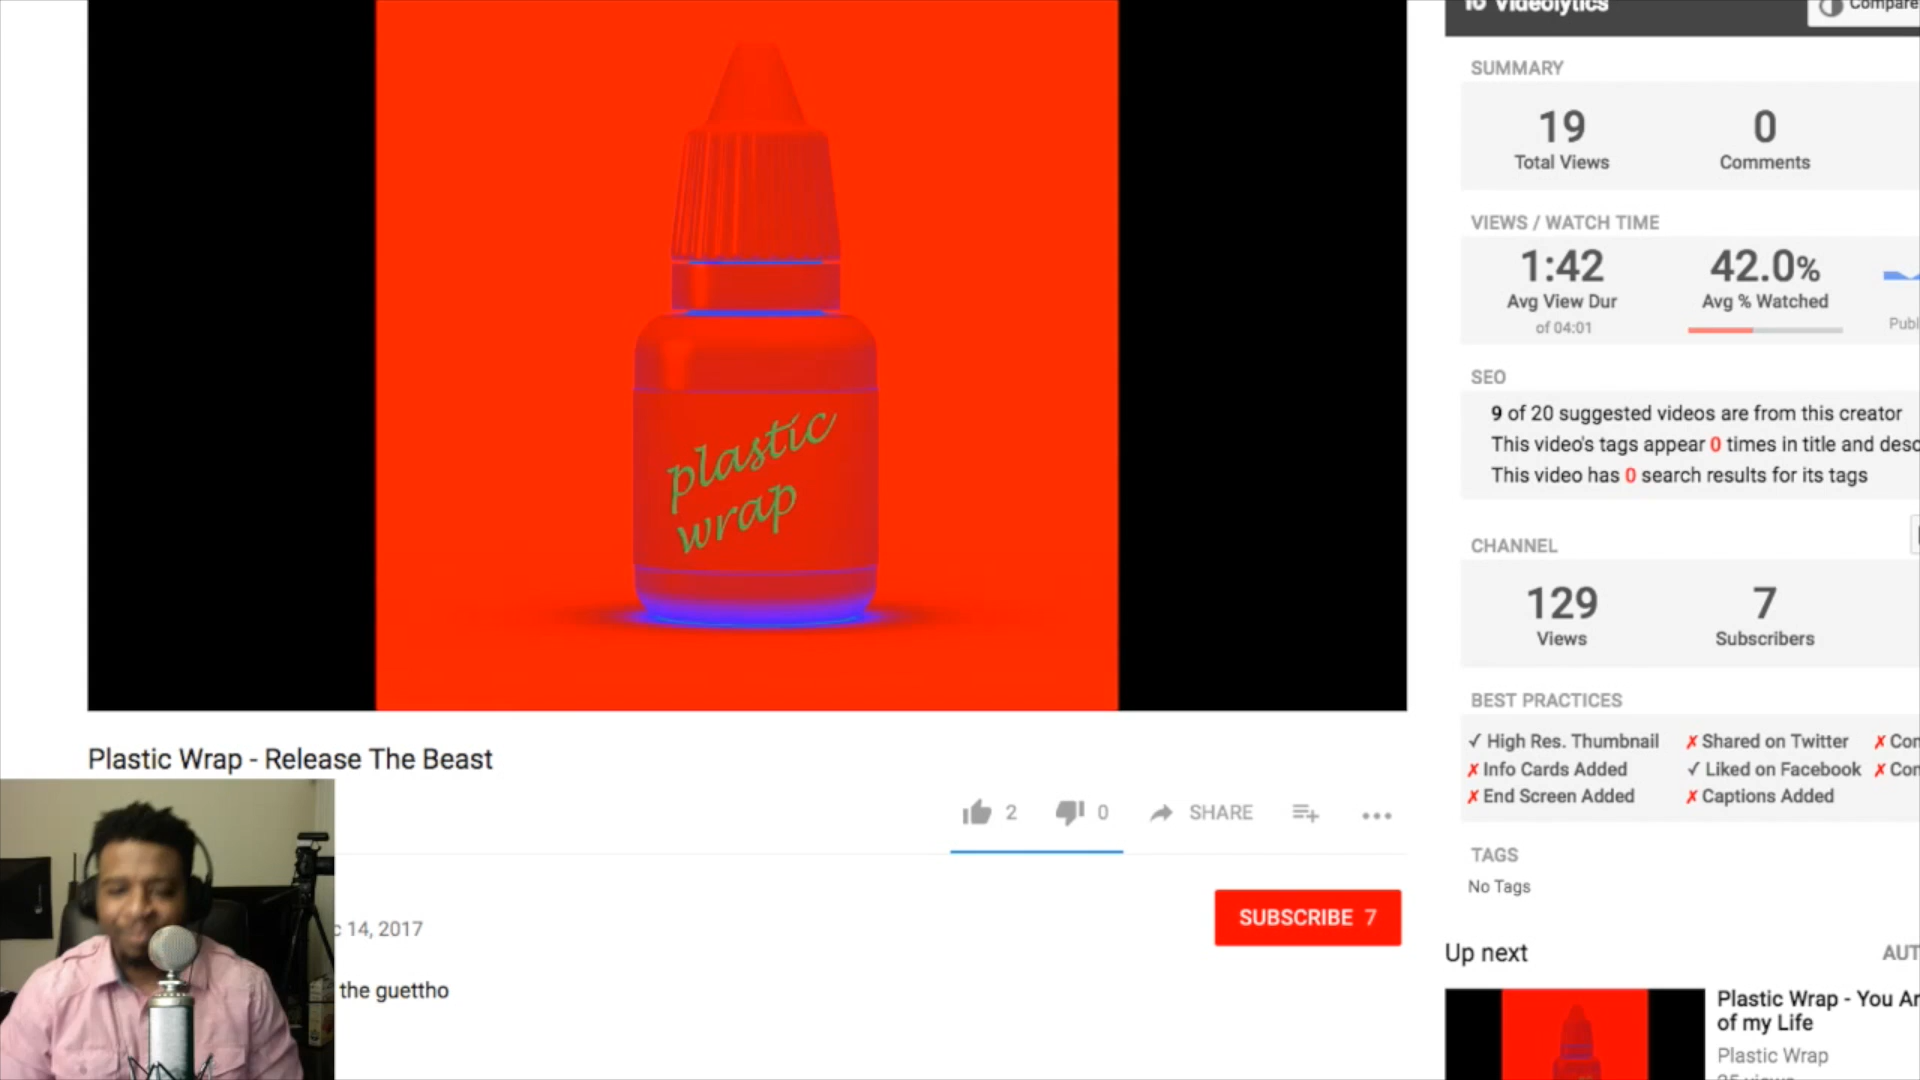 Videolytics
Compare
SUMMARY
19
0
Total Views
Comments
VIEWS / WATCH TIME
1:42
42.0%
Avg View Dur
Avg % Watched
of 04:01
Publ
SEO
9 of 20 suggested videos are from this creator
This video's tags appear 0 times in title and desc
This video has 0 search results for its tags
CHANNEL
129
7
Views
Subscribers
BEST PRACTICES
✓ High Res. Thumbnail ✗ Shared on Twitter ✗ Con
✗ Info Cards Added ✓ Liked on Facebook ✗ Con
✗ End Screen Added ✗ Captions Added
TAGS
No Tags
plastic
wrap
Plastic Wrap - Release The Beast
2 0 SHARE
SUBSCRIBE 7
c 14, 2017
the guettho
Up next
AUT
Plastic Wrap - You Ar
of my Life
Plastic Wrap